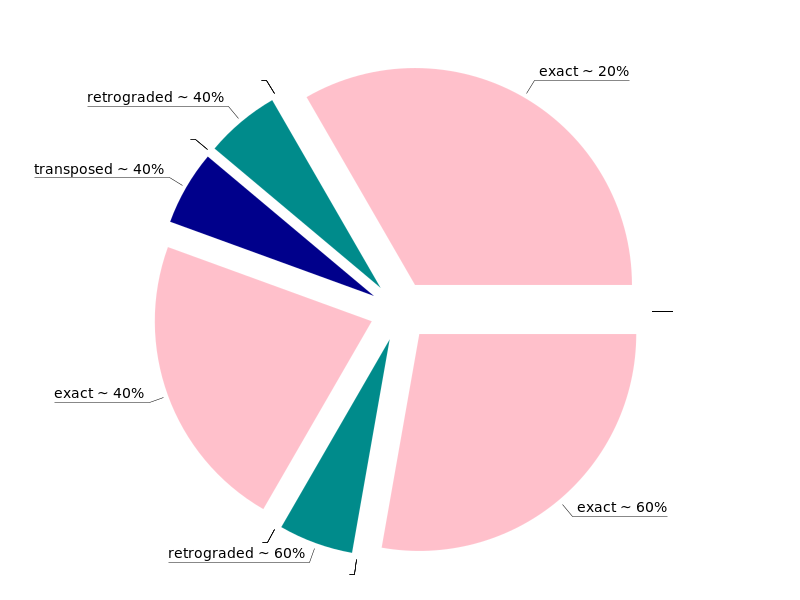 exact ~ 20%
retrograded ~ 40%
transposed ~ 40%
exact ~ 40%
exact ~ 60%
retrograded ~ 60%